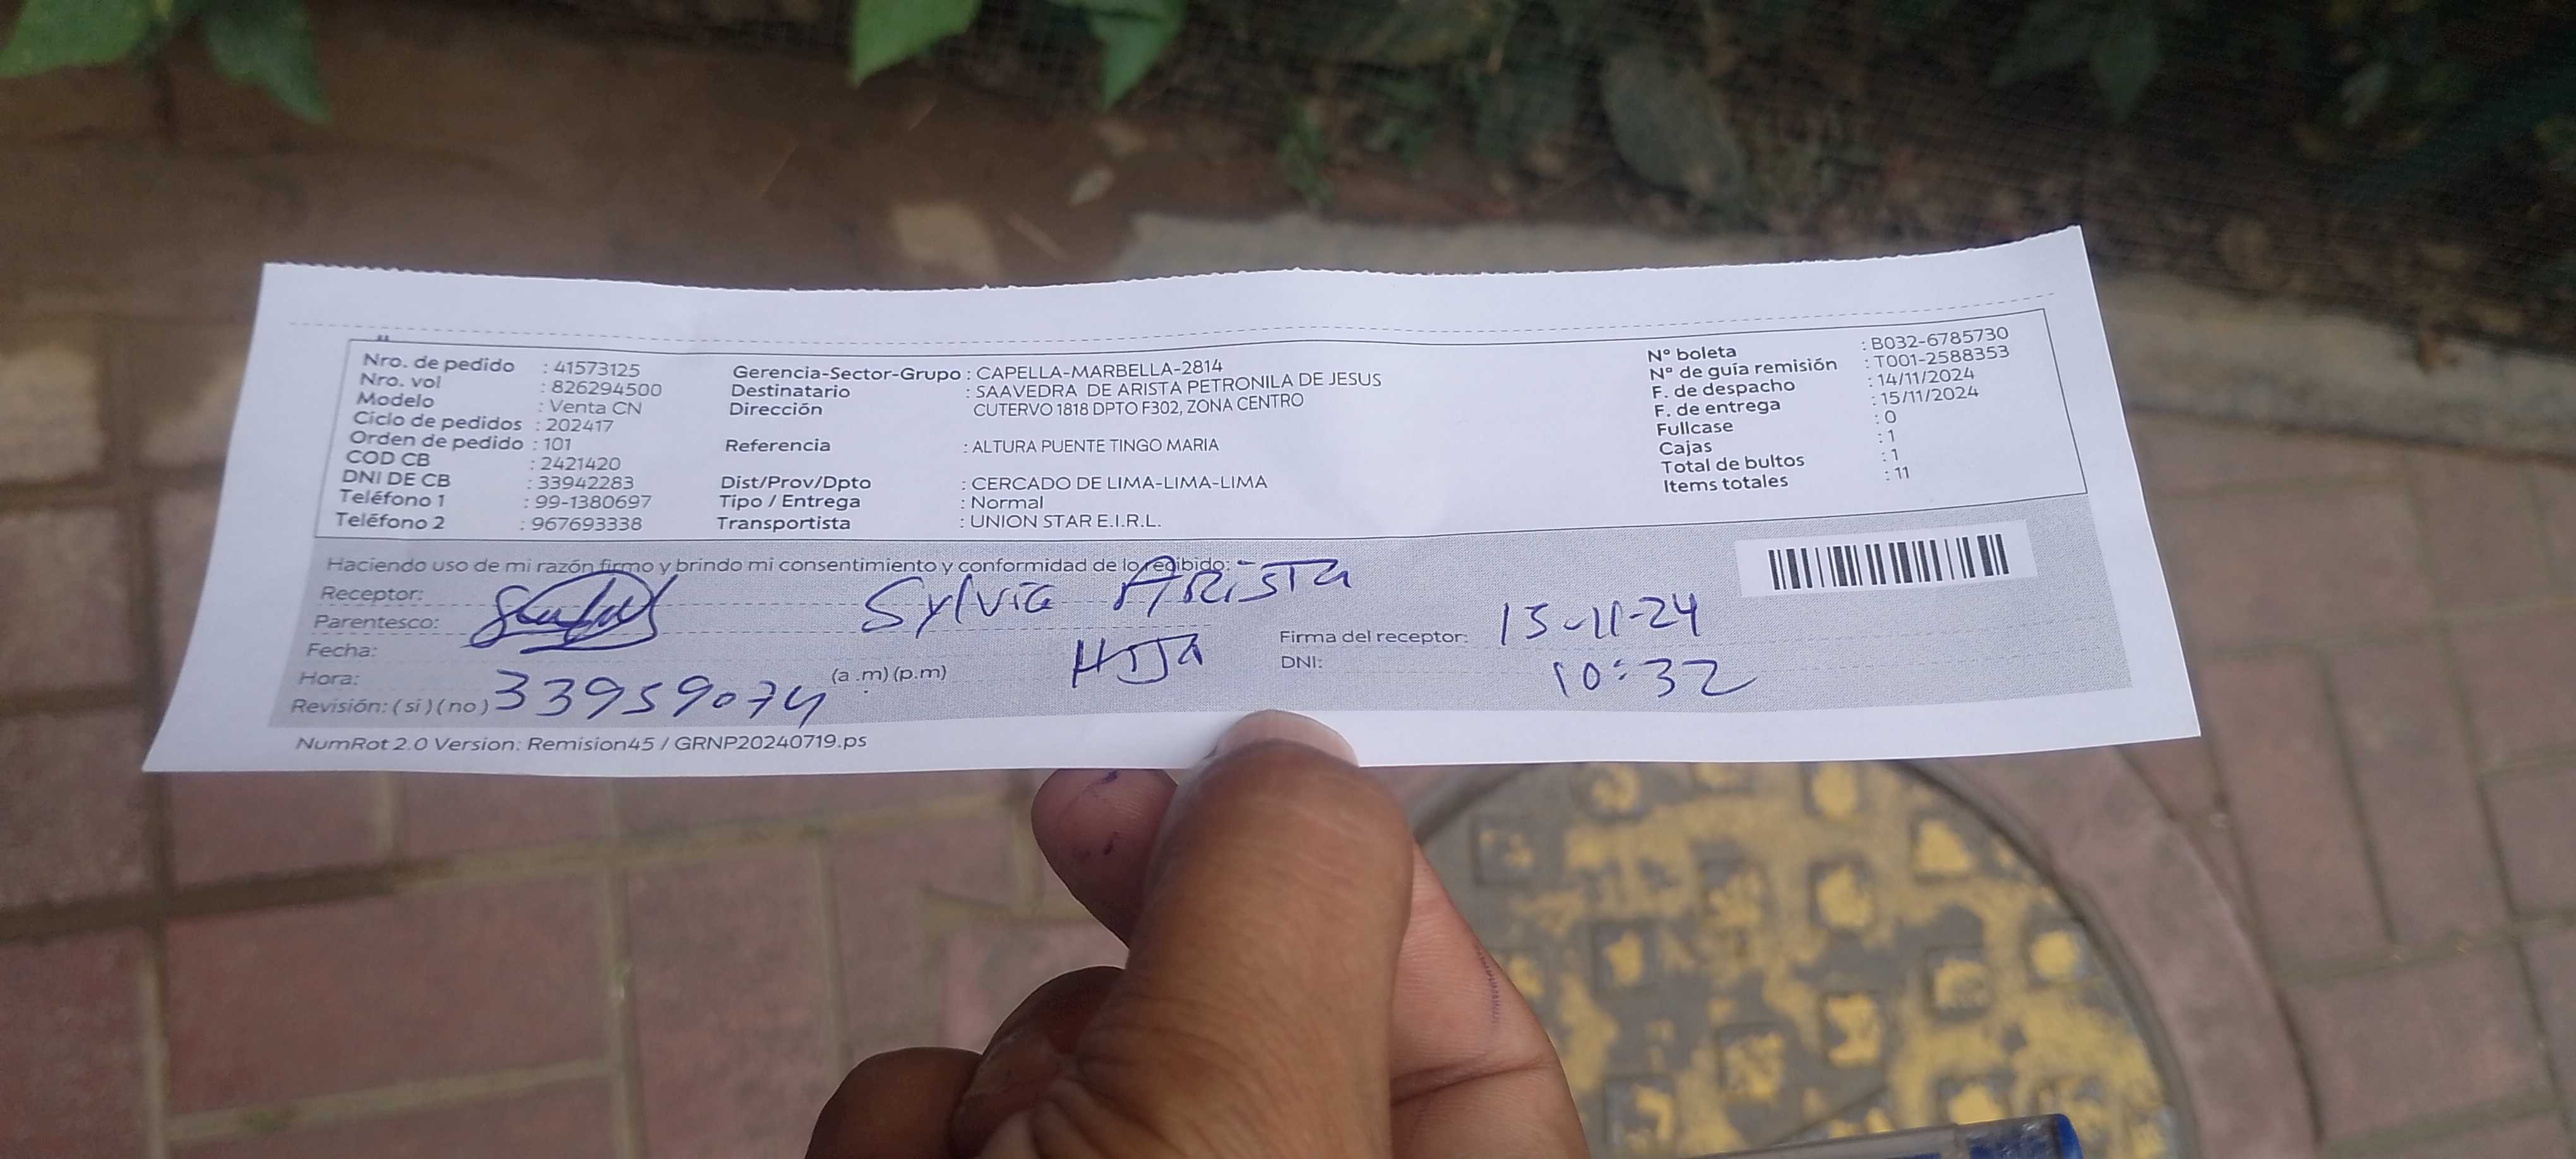 Nro. de pedido : 41573125
Nro. vol : 826294500
Modelo : Venta CN
Ciclo de pedidos : 202417
Orden de pedido : 101
COD CB : 2421420
DNI DE CB : 33942283
Teléfono 1 : 99-1380697
Teléfono 2 : 967693338
Gerencia-Sector-Grupo : CAPELLA-MARBELLA-2814
Destinatario : SAAVEDRA DE ARISTA PETRONILA DE JESUS
Dirección CUTERVO 1818 DPTO F302, ZONA CENTRO
Referencia : ALTURA PUENTE TINGO MARIA
Dist/Prov/Dpto : CERCADO DE LIMA-LIMA-LIMA
Tipo / Entrega : Normal
Transportista : UNION STAR E.I.R.L.
N° boleta : B032-6785730
N° de guía remisión : T001-2588353
F. de despacho : 14/11/2024
F. de entrega : 15/11/2024
Fullcase : 0
Cajas : 1
Total de bultos : 1
Items totales : 11
Haciendo uso de mi razón firmo y brindo mi consentimiento y conformidad de lo recibido:
Receptor: Sylvia ARISTA
Parentesco: HIJA
Firma del receptor: 15-11-24
Fecha:
DNI: 10:32
Hora: (a .m) (p.m)
Revisión: ( si ) ( no ) 33959074
NumRot 2.0 Version: Remision45 / GRNP20240719.ps